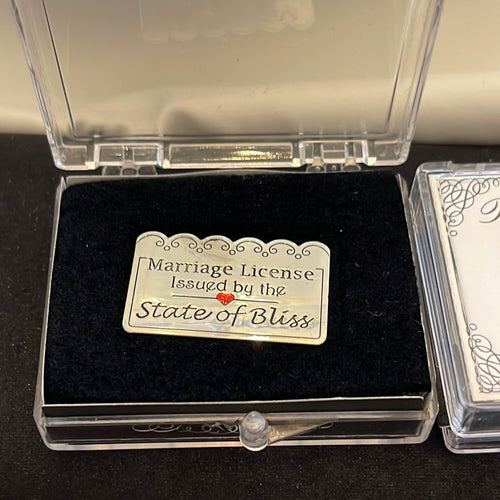 Marriage License
Issued by the
State of Bliss